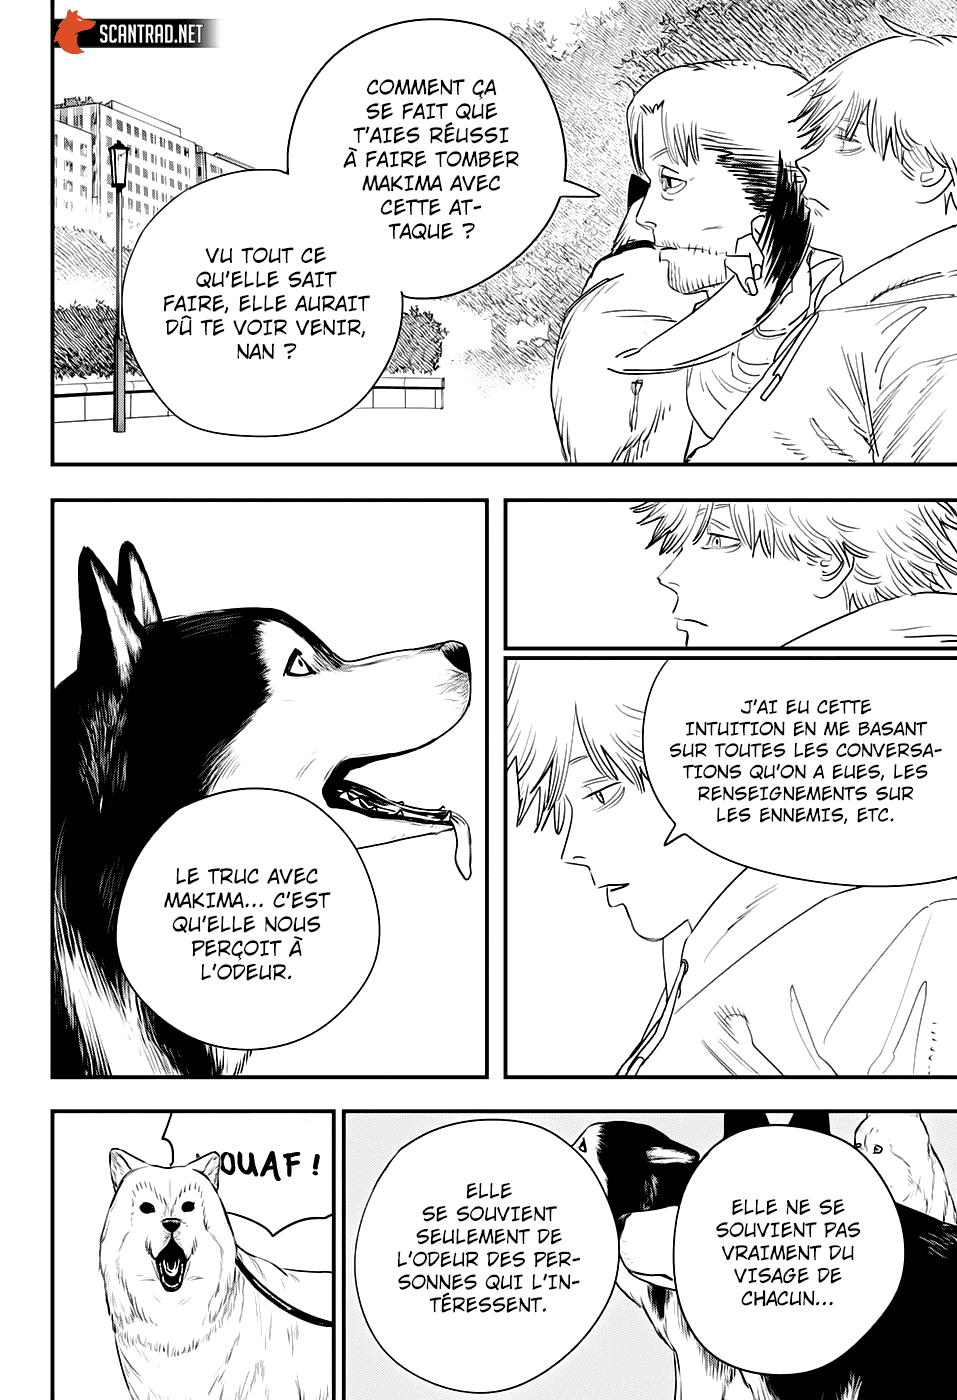 SCANTRAD.NET
COMMENT ÇA
SE FAIT QUE
T'AIES RÉUSSI
À FAIRE TOMBER
MAKIMA AVEC
CETTE AT-
TAQUE ?
VU TOUT CE
QU'ELLE SAIT
FAIRE, ELLE AURAIT
DÛ TE VOIR VENIR,
NAN ?
J'AI EU CETTE
INTUITION EN ME BASANT
SUR TOUTES LES CONVERSA-
TIONS QU'ON A EUES, LES
RENSEIGNEMENTS SUR
LES ENNEMIS, ETC.
LE TRUC AVEC
MAKIMA... C'EST
QU'ELLE NOUS
PERÇOIT À
L'ODEUR.
ELLE NE SE
SOUVIENT PAS
VRAIMENT DU
VISAGE DE
CHACUN...
ELLE
SE SOUVIENT
SEULEMENT DE
L'ODEUR DES PER-
SONNES QUI L'IN-
TÉRESSENT.
WOUAF !